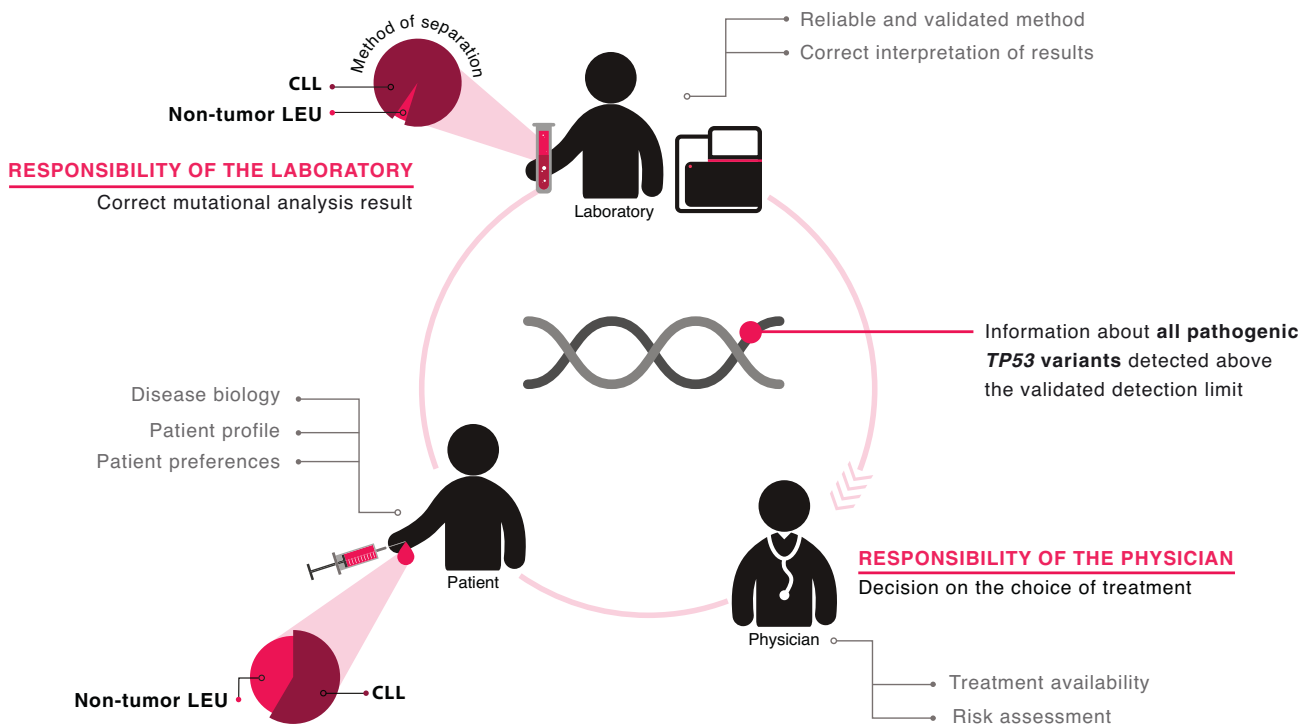 Method of separation
CLL
Non-tumor LEU
RESPONSIBILITY OF THE LABORATORY
Correct mutational analysis result
Reliable and validated method
Correct interpretation of results
Laboratory
Information about all pathogenic
TP53 variants detected above
the validated detection limit
Disease biology
Patient profile
Patient preferences
Patient
Non-tumor LEU
CLL
RESPONSIBILITY OF THE PHYSICIAN
Decision on the choice of treatment
Physician
Treatment availability
Risk assessment